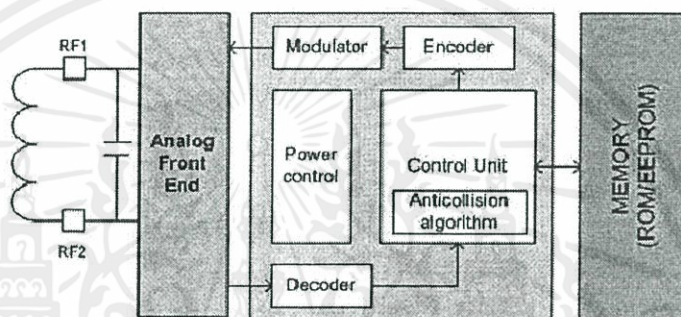 RF1
RF2
Analog
Front
End
Modulator
Encoder
Power
control
Control Unit
Anticollision
algorithm
Decoder
MEMORY
(ROM/EEPROM)